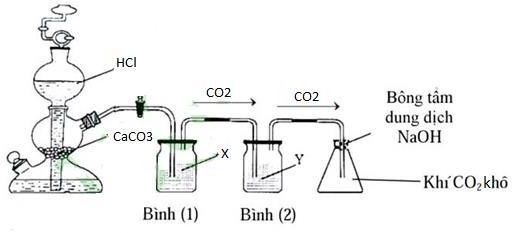 HCl
CaCO3
CO2
CO2
X
Y
Bình (1)
Bình (2)
Bông tẩm
dung dịch
NaOH
Khí CO2 khô